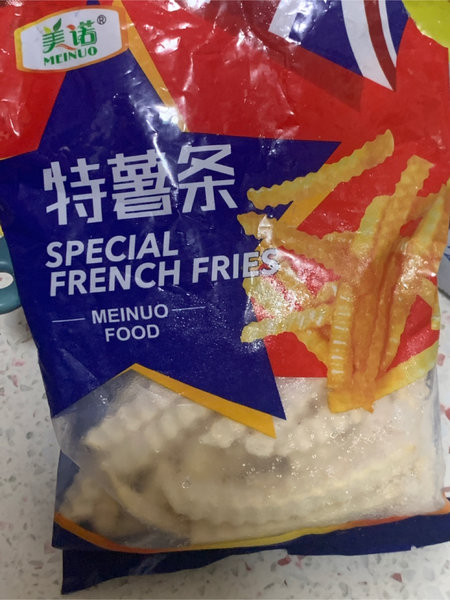 美诺®
MEINUO
特薯条
SPECIAL
FRENCH FRIES
MEINUO
FOOD